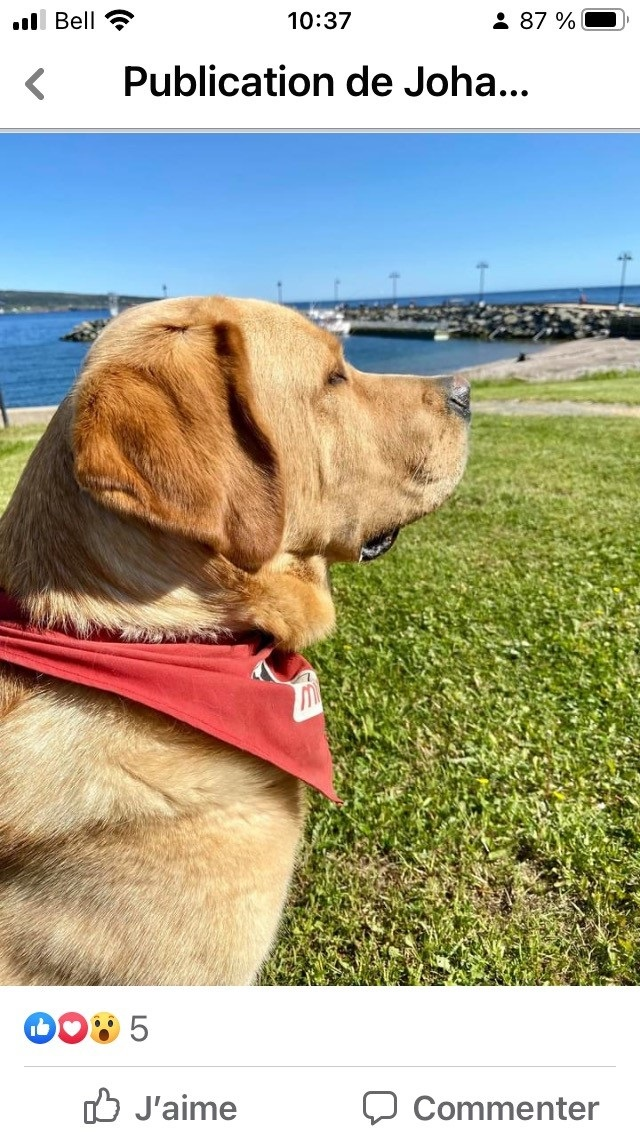 Bell 10:37 87 %
Publication de Joha...
5
J'aime Commenter